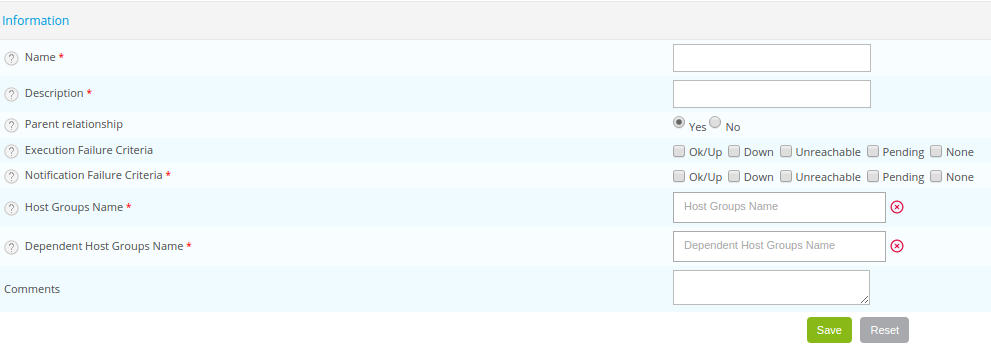 Information
Name *
Description *
Parent relationship Yes No
Execution Failure Criteria Ok/Up Down Unreachable Pending None
Notification Failure Criteria * Ok/Up Down Unreachable Pending None
Host Groups Name * Host Groups Name
Dependent Host Groups Name * Dependent Host Groups Name
Comments
Save Reset